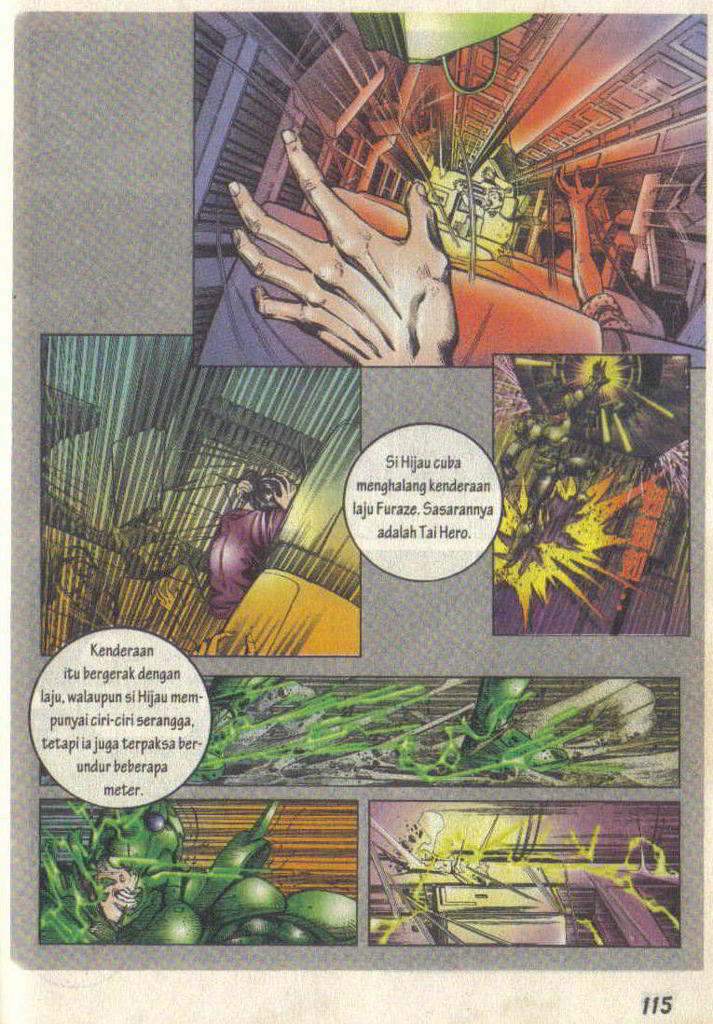 Si Hijau cuba
menghalang kenderaan
laju Furaze. Sasarannya
adalah Tai Hero.
Kenderaan
itu bergerak dengan
laju, walaupun si Hijau mem-
punyai ciri-ciri serangga,
tetapi ia juga terpaksa ber-
undur beberapa
meter.
115